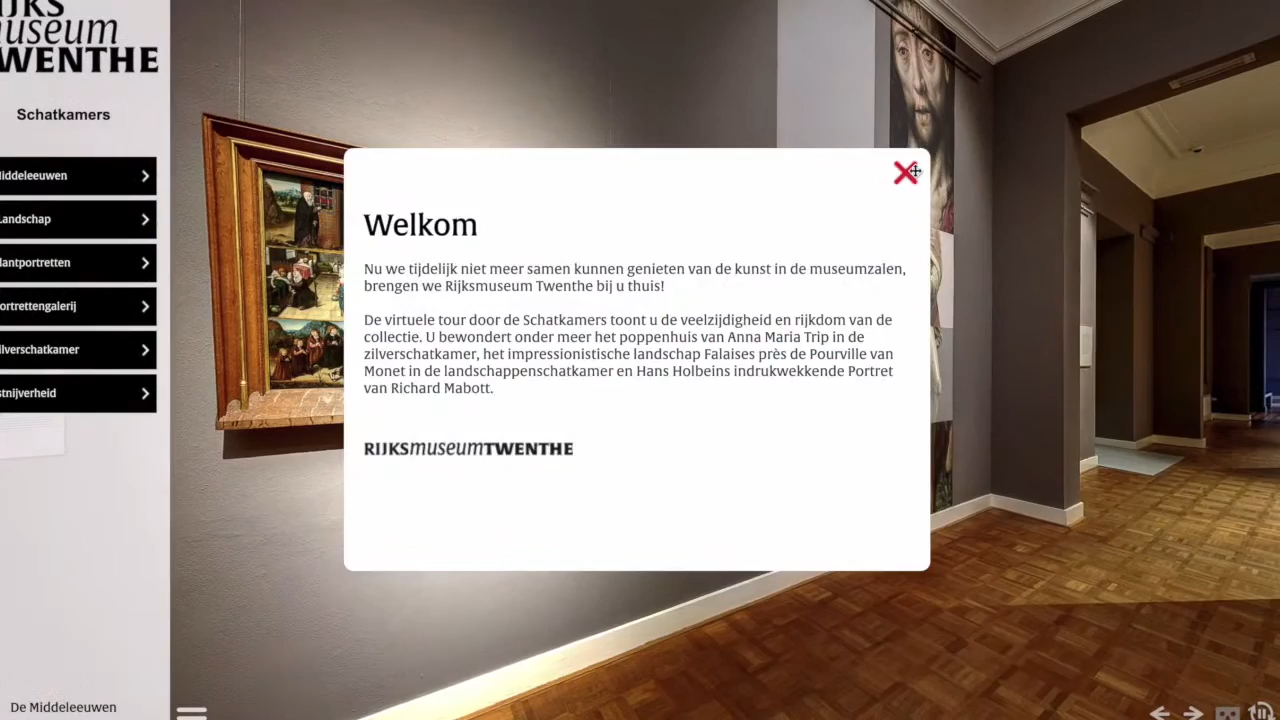 IJKS
museum
WENTHE
Schatkamers
iddeleeuwen
Landschap
lantportretten
ortrettengalerij
ilverschatkamer
stnijverheid
De Middeleeuwen
Welkom
Nu we tijdelijk niet meer samen kunnen genieten van de kunst in de museumzalen,
brengen we Rijksmuseum Twenthe bij u thuis!
De virtuele tour door de Schatkamers toont u de veelzijdigheid en rijkdom van de
collectie. U bewondert onder meer het poppenhuis van Anna Maria Trip in de
zilverschatkamer, het impressionistische landschap Falaises près de Pourville van
Monet in de landschappenschatkamer en Hans Holbeins indrukwekkende Portret
van Richard Mabott.
RIJKSmuseumTWENTHE